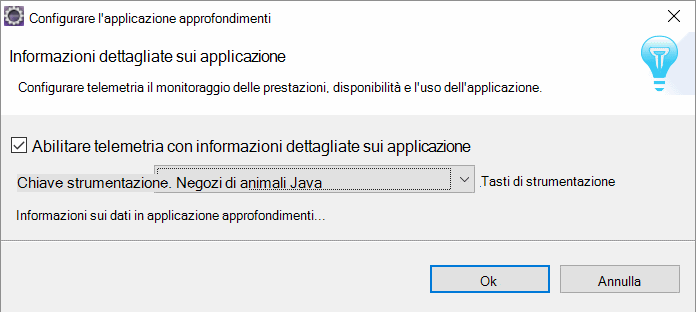 Configurare l'applicazione approfondimenti
Informazioni dettagliate sui applicazione
Configurare telemetria il monitoraggio delle prestazioni, disponibilità e l'uso dell'applicazione.
Abilitare telemetria con informazioni dettagliate sui applicazione
Chiave strumentazione. Negozi di animali Java Tasti di strumentazione
Informazioni sui dati in applicazione approfondimenti...
Ok Annulla